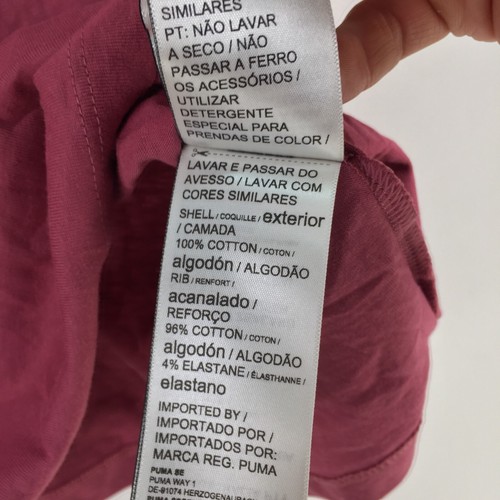 SIMILARES
PT: NÃO LAVAR
A SECO / NÃO
PASSAR A FERRO
OS ACESSÓRIOS /
UTILIZAR
DETERGENTE
ESPECIAL PARA
PRENDAS DE COLOR /
LAVAR E PASSAR DO
AVESSO / LAVAR COM
CORES SIMILARES
SHELL / COQUILLE / exterior
/ CAMADA
100% COTTON / COTON /
algodón / ALGODÃO
RIB / RENFORT /
acanalado /
REFORÇO
96% COTTON / COTON /
algodón / ALGODÃO
4% ELASTANE / ÉLASTHANNE /
elastano
IMPORTED BY /
IMPORTADO POR /
IMPORTADOS POR:
MARCA REG. PUMA
PUMA SE
PUMA WAY 1
DE-91074 HERZOGENAURACH